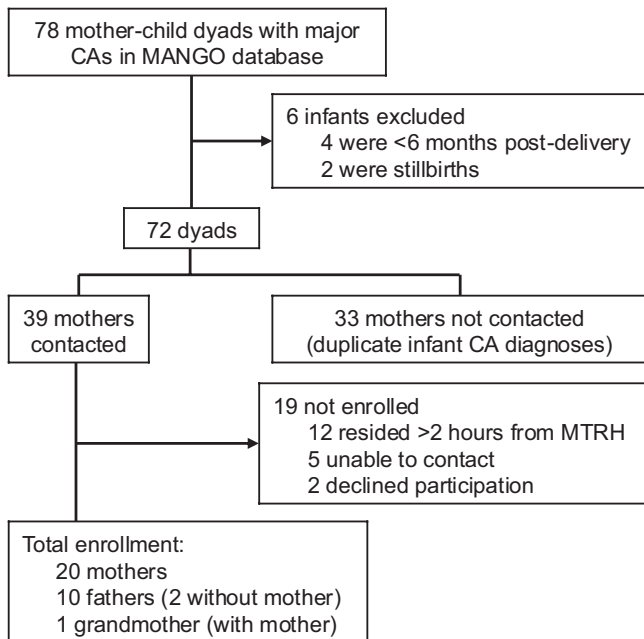 78 mother-child dyads with major
CAs in MANGO database
6 infants excluded
4 were <6 months post-delivery
2 were stillbirths
72 dyads
39 mothers
contacted
33 mothers not contacted
(duplicate infant CA diagnoses)
19 not enrolled
12 resided >2 hours from MTRH
5 unable to contact
2 declined participation
Total enrollment:
20 mothers
10 fathers (2 without mother)
1 grandmother (with mother)